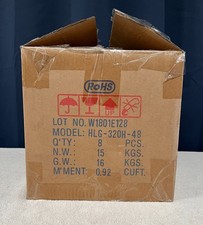 RoHS
LOT NO.W1801E128
MODEL: HLG-320H-48
Q'TY: 8 PCS.
N.W.: 15 KGS.
G.W.: 16 KGS.
M'MENT: 0.92 CUFT.